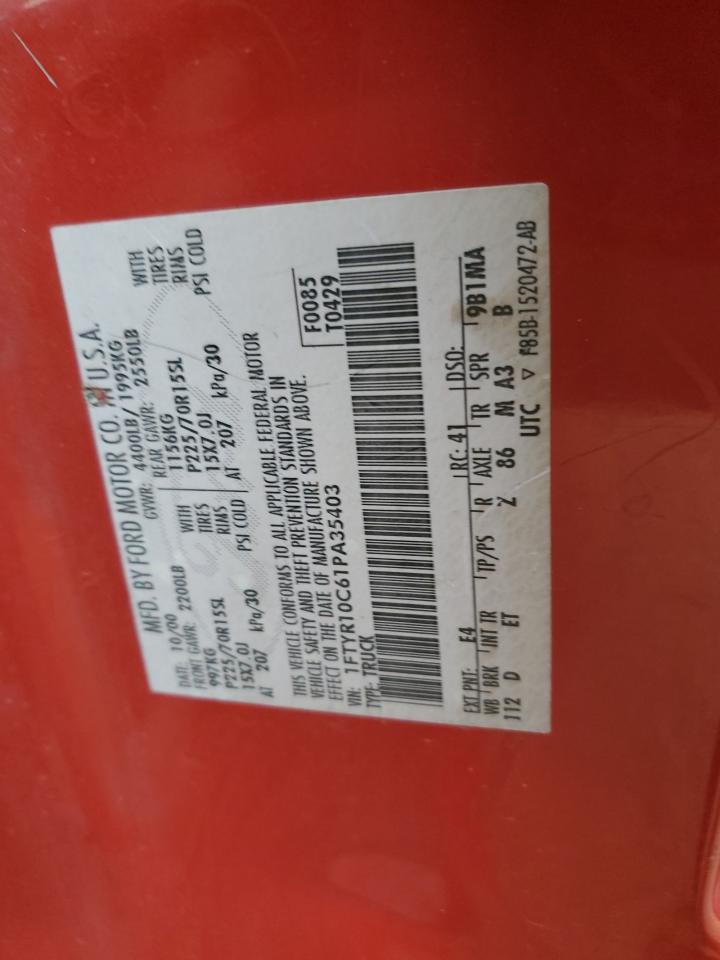 MFD. BY FORD MOTOR CO. IN U.S.A.
DATE: 10/00 GVWR: 4400LB/ 1995KG
FRONT GAWR: 2200LB REAR GAWR: 2550LB
997KG WITH 1156KG WITH
P225/70R15SL TIRES P225/70R15SL TIRES
15X7.0J RIMS 15X7.0J RIMS
AT 207 kPa/30 PSI COLD AT 207 kPa/30 PSI COLD
THIS VEHICLE CONFORMS TO ALL APPLICABLE FEDERAL MOTOR
VEHICLE SAFETY AND THEFT PREVENTION STANDARDS IN
EFFECT ON THE DATE OF MANUFACTURE SHOWN ABOVE.
VIN: 1FTYR10C61PA35403 F0085
TYPE: TRUCK T0429
EXT PNT: E4 RC: 41 DSO:
WB BRK INT TR TP/PS R AXLE TR SPR 9B1MA
112 D ET 86 M A3 B
UTC ▽ F85B-1520472-AB